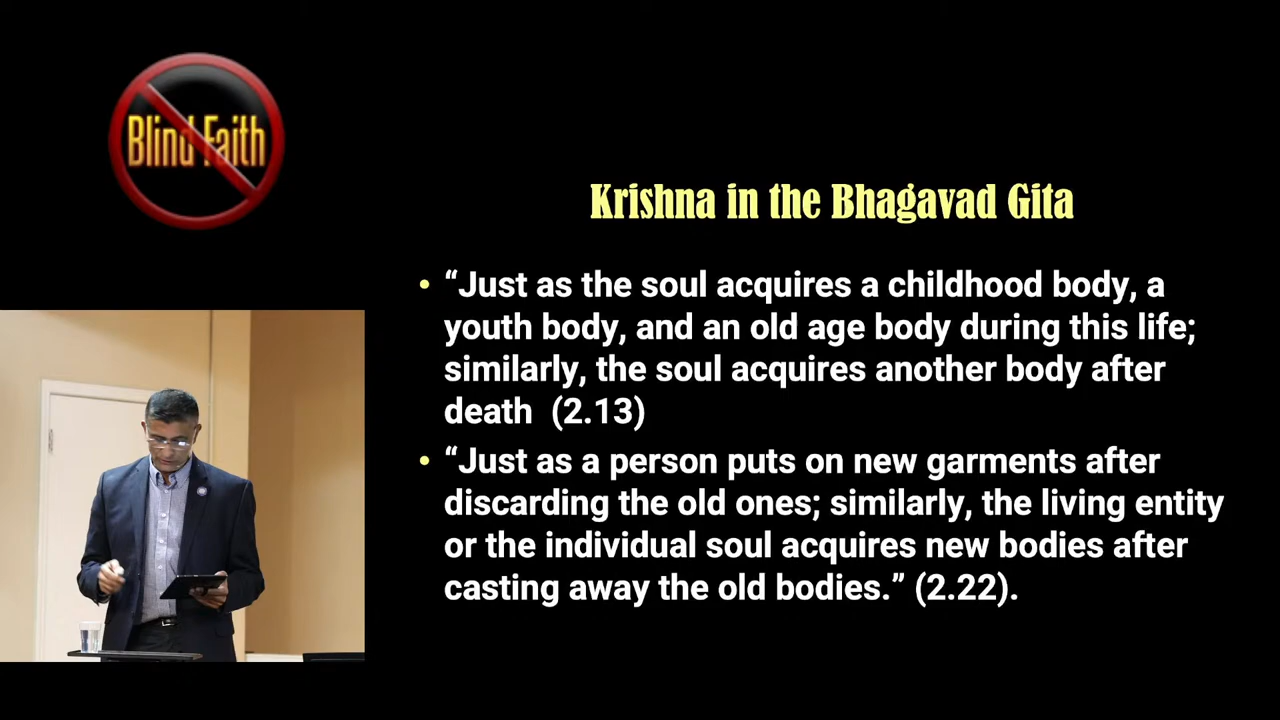 Blind Faith
Krishna in the Bhagavad Gita
• “Just as the soul acquires a childhood body, a
youth body, and an old age body during this life;
similarly, the soul acquires another body after
death  (2.13)
• “Just as a person puts on new garments after
discarding the old ones; similarly, the living entity
or the individual soul acquires new bodies after
casting away the old bodies.” (2.22).